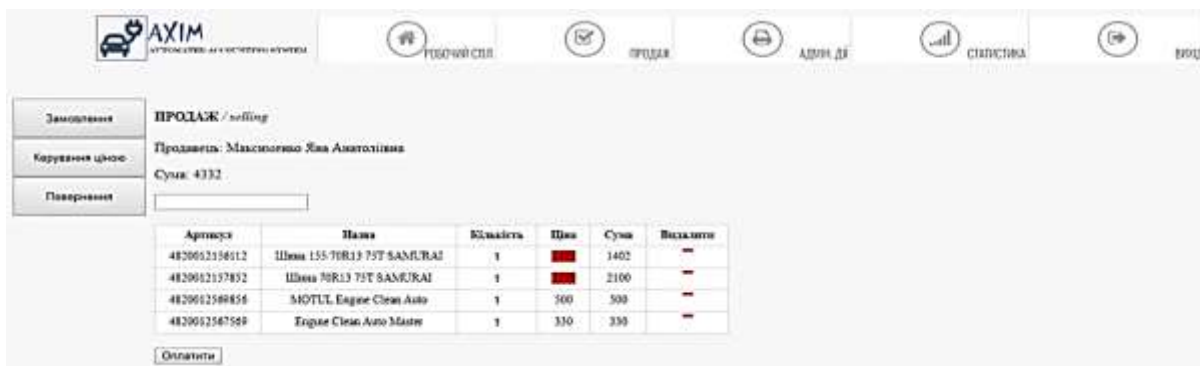 AXIM
РОБОЧИЙ СТІЛ
ПРОДАЖ
АДМІН. ДІЇ
СТАТИСТИКА
ВИХІД
Замовлення
Керування ціною
Повернення
ПРОДАЖ / selling
Продавець: Максименко Яна Анатоліївна
Сума: 4332
Артикул Назва Кількість Ціна Сума Видалити
4820012156112 Шина 155/70R13 75T SAMURAI 1 1402
4820012157852 Шина 70R13 75T SAMURAI 1 2100
4820012569856 MOTUL Engine Clean Auto 1 500 500
4820012567569 Engine Clean Auto Master 1 330 330
Оплатити